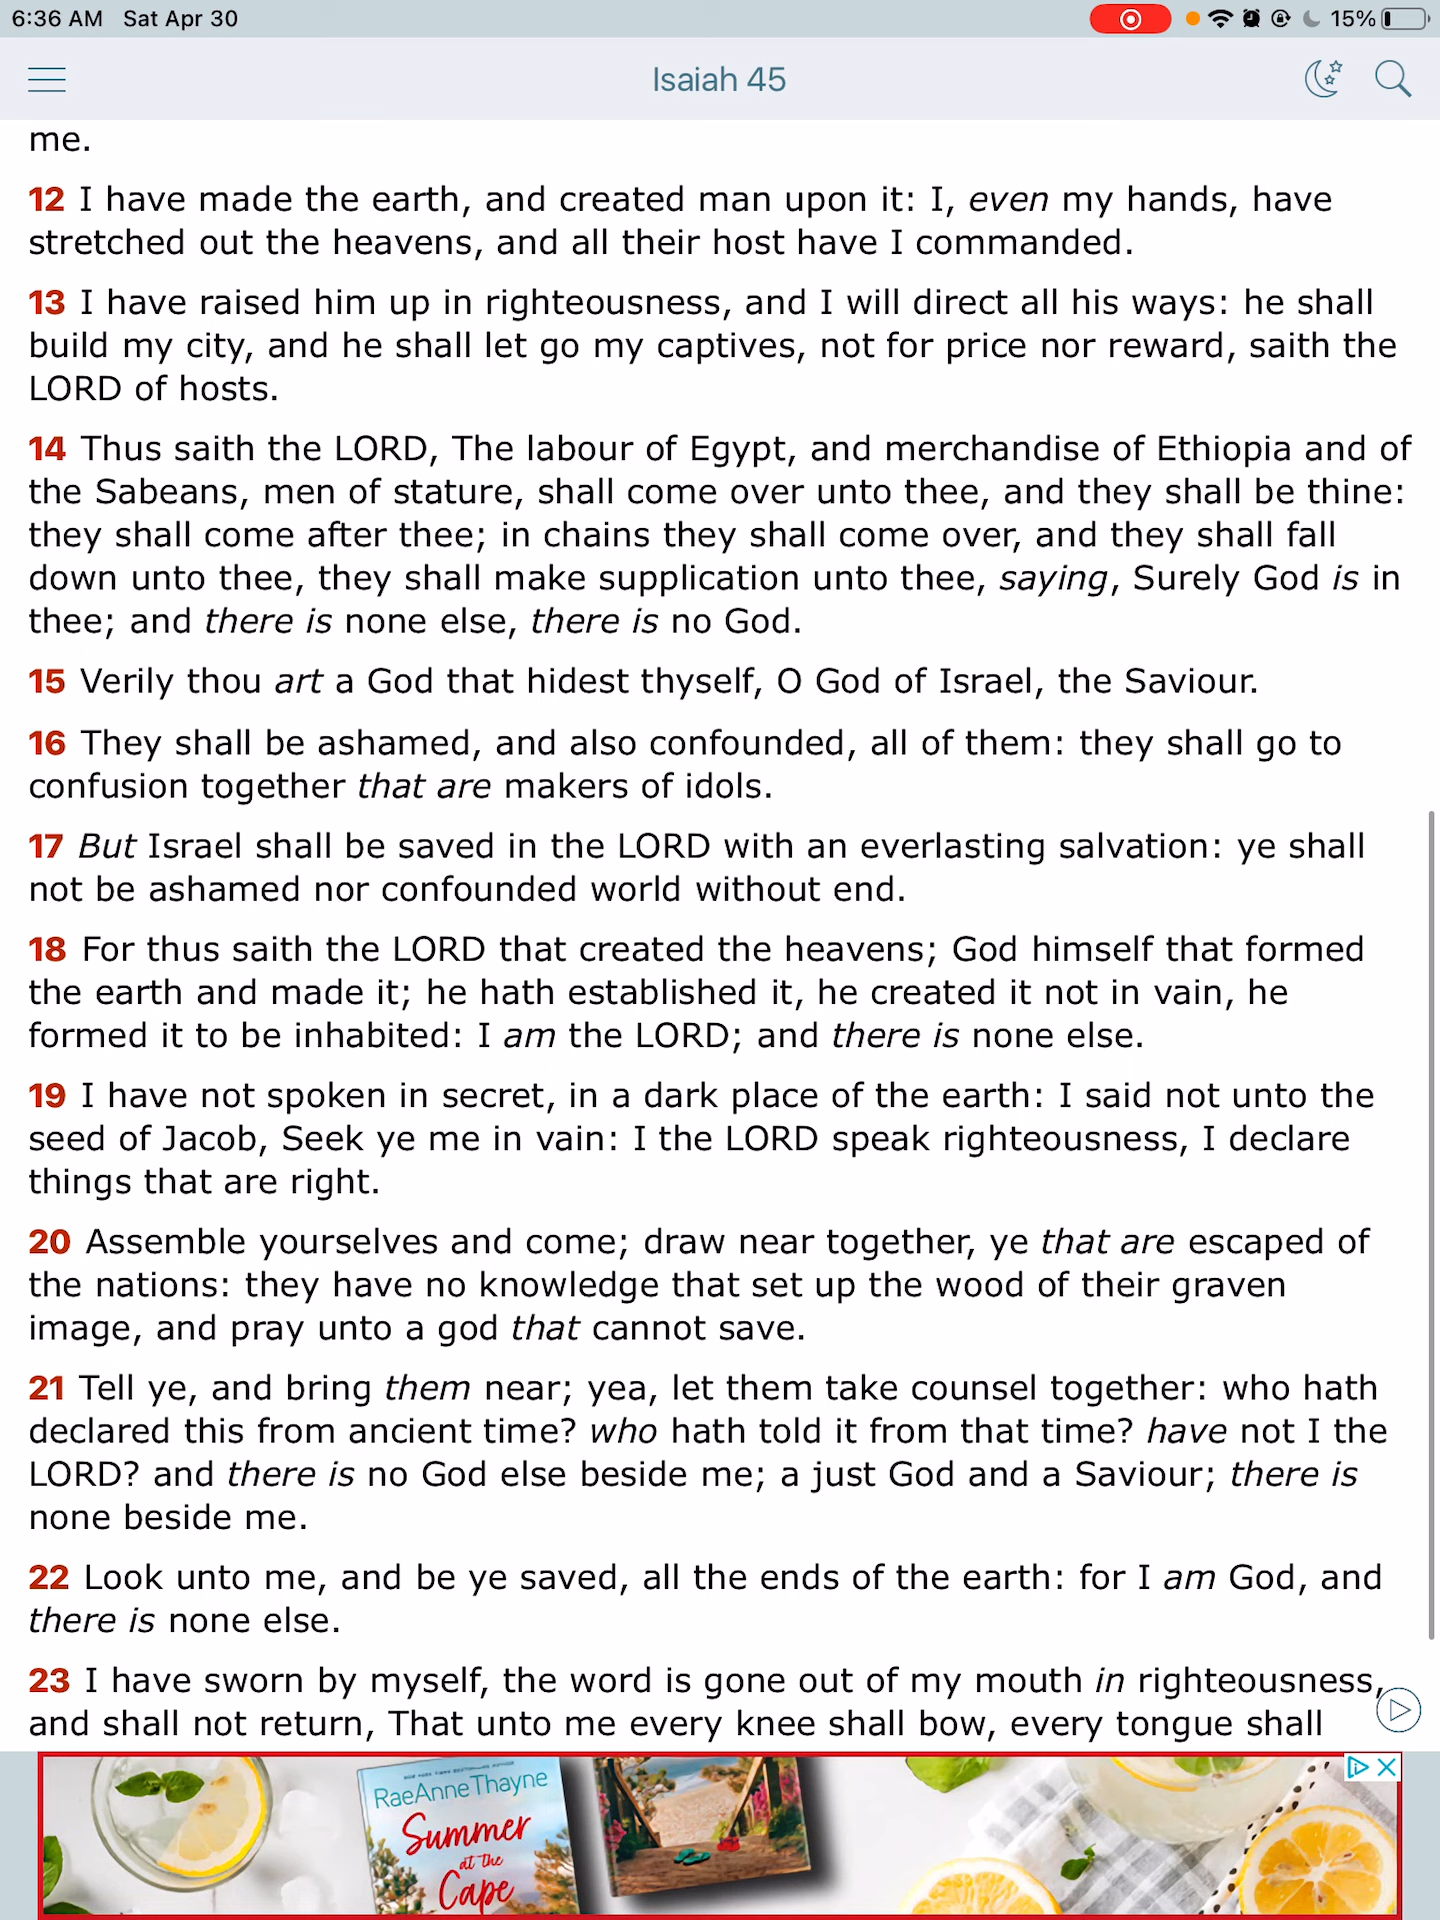 6:36 AM Sat Apr 30 15%
Isaiah 45
me.
12 I have made the earth, and created man upon it: I, even my hands, have
stretched out the heavens, and all their host have I commanded.
13 I have raised him up in righteousness, and I will direct all his ways: he shall
build my city, and he shall let go my captives, not for price nor reward, saith the
LORD of hosts.
14 Thus saith the LORD, The labour of Egypt, and merchandise of Ethiopia and of
the Sabeans, men of stature, shall come over unto thee, and they shall be thine:
they shall come after thee; in chains they shall come over, and they shall fall
down unto thee, they shall make supplication unto thee, saying, Surely God is in
thee; and there is none else, there is no God.
15 Verily thou art a God that hidest thyself, O God of Israel, the Saviour.
16 They shall be ashamed, and also confounded, all of them: they shall go to
confusion together that are makers of idols.
17 But Israel shall be saved in the LORD with an everlasting salvation: ye shall
not be ashamed nor confounded world without end.
18 For thus saith the LORD that created the heavens; God himself that formed
the earth and made it; he hath established it, he created it not in vain, he
formed it to be inhabited: I am the LORD; and there is none else.
19 I have not spoken in secret, in a dark place of the earth: I said not unto the
seed of Jacob, Seek ye me in vain: I the LORD speak righteousness, I declare
things that are right.
20 Assemble yourselves and come; draw near together, ye that are escaped of
the nations: they have no knowledge that set up the wood of their graven
image, and pray unto a god that cannot save.
21 Tell ye, and bring them near; yea, let them take counsel together: who hath
declared this from ancient time? who hath told it from that time? have not I the
LORD? and there is no God else beside me; a just God and a Saviour; there is
none beside me.
22 Look unto me, and be ye saved, all the ends of the earth: for I am God, and
there is none else.
23 I have sworn by myself, the word is gone out of my mouth in righteousness,
and shall not return, That unto me every knee shall bow, every tongue shall
RaeAnne Thayne
Summer
at the
Cape